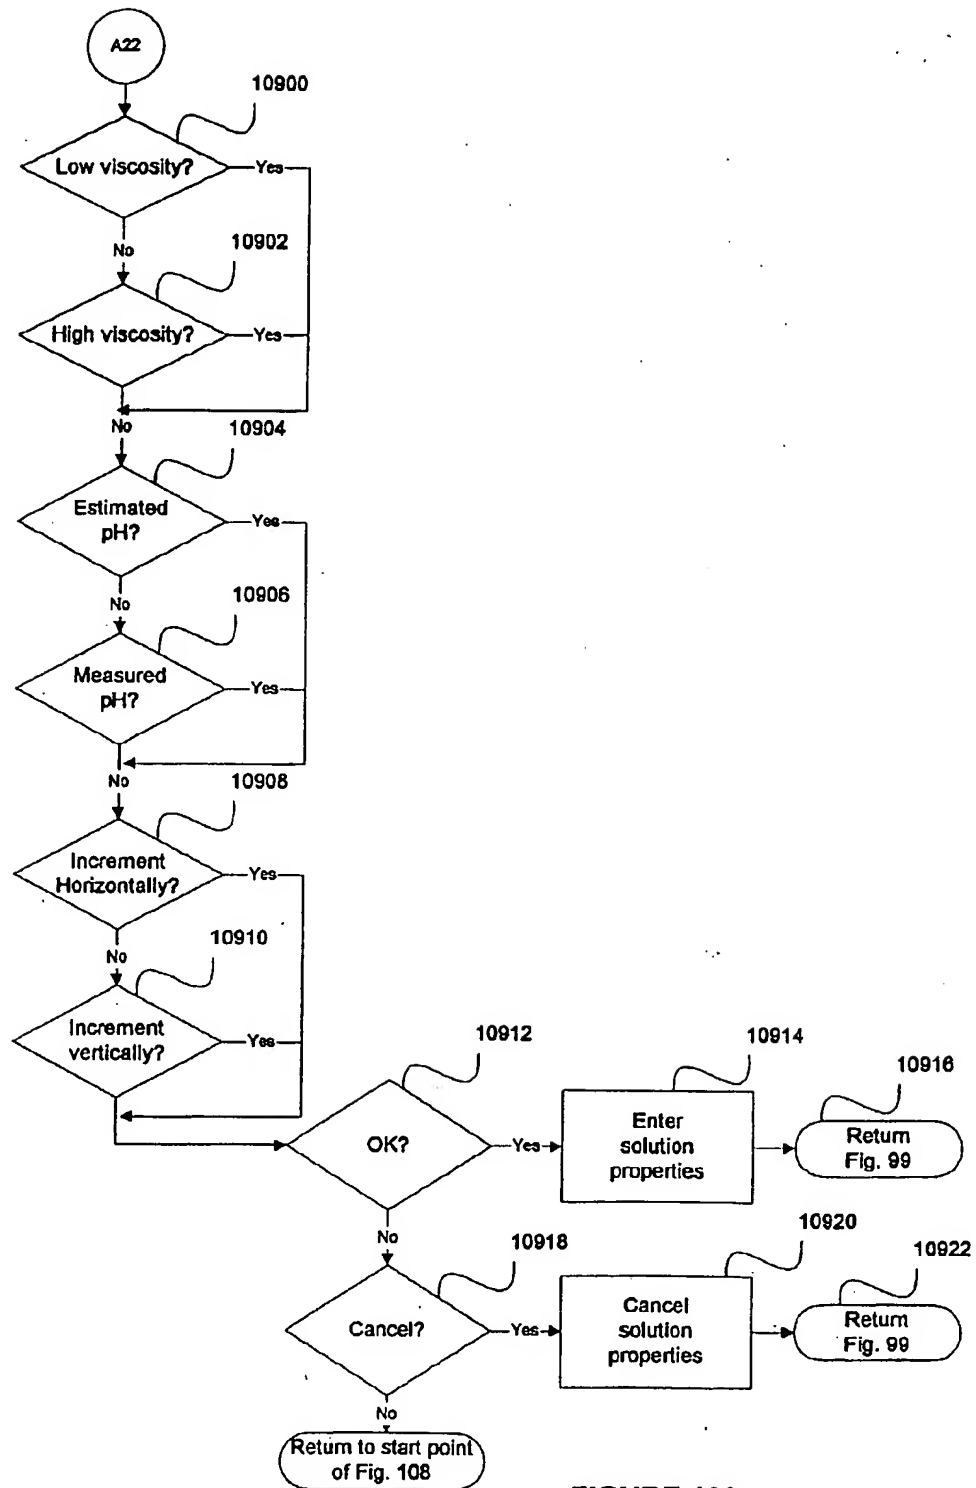 A22
10900
Low viscosity?
Yes
No
10902
High viscosity?
Yes
No
10904
Estimated
pH?
Yes
No
10906
Measured
pH?
Yes
No
10908
Increment
Horizontally?
Yes
No
10910
Increment
vertically?
Yes
10912
OK?
Yes
10914
Enter
solution
properties
10916
Return
Fig. 99
No
10918
Cancel?
Yes
10920
Cancel
solution
properties
10922
Return
Fig. 99
No
Return to start point
of Fig. 108